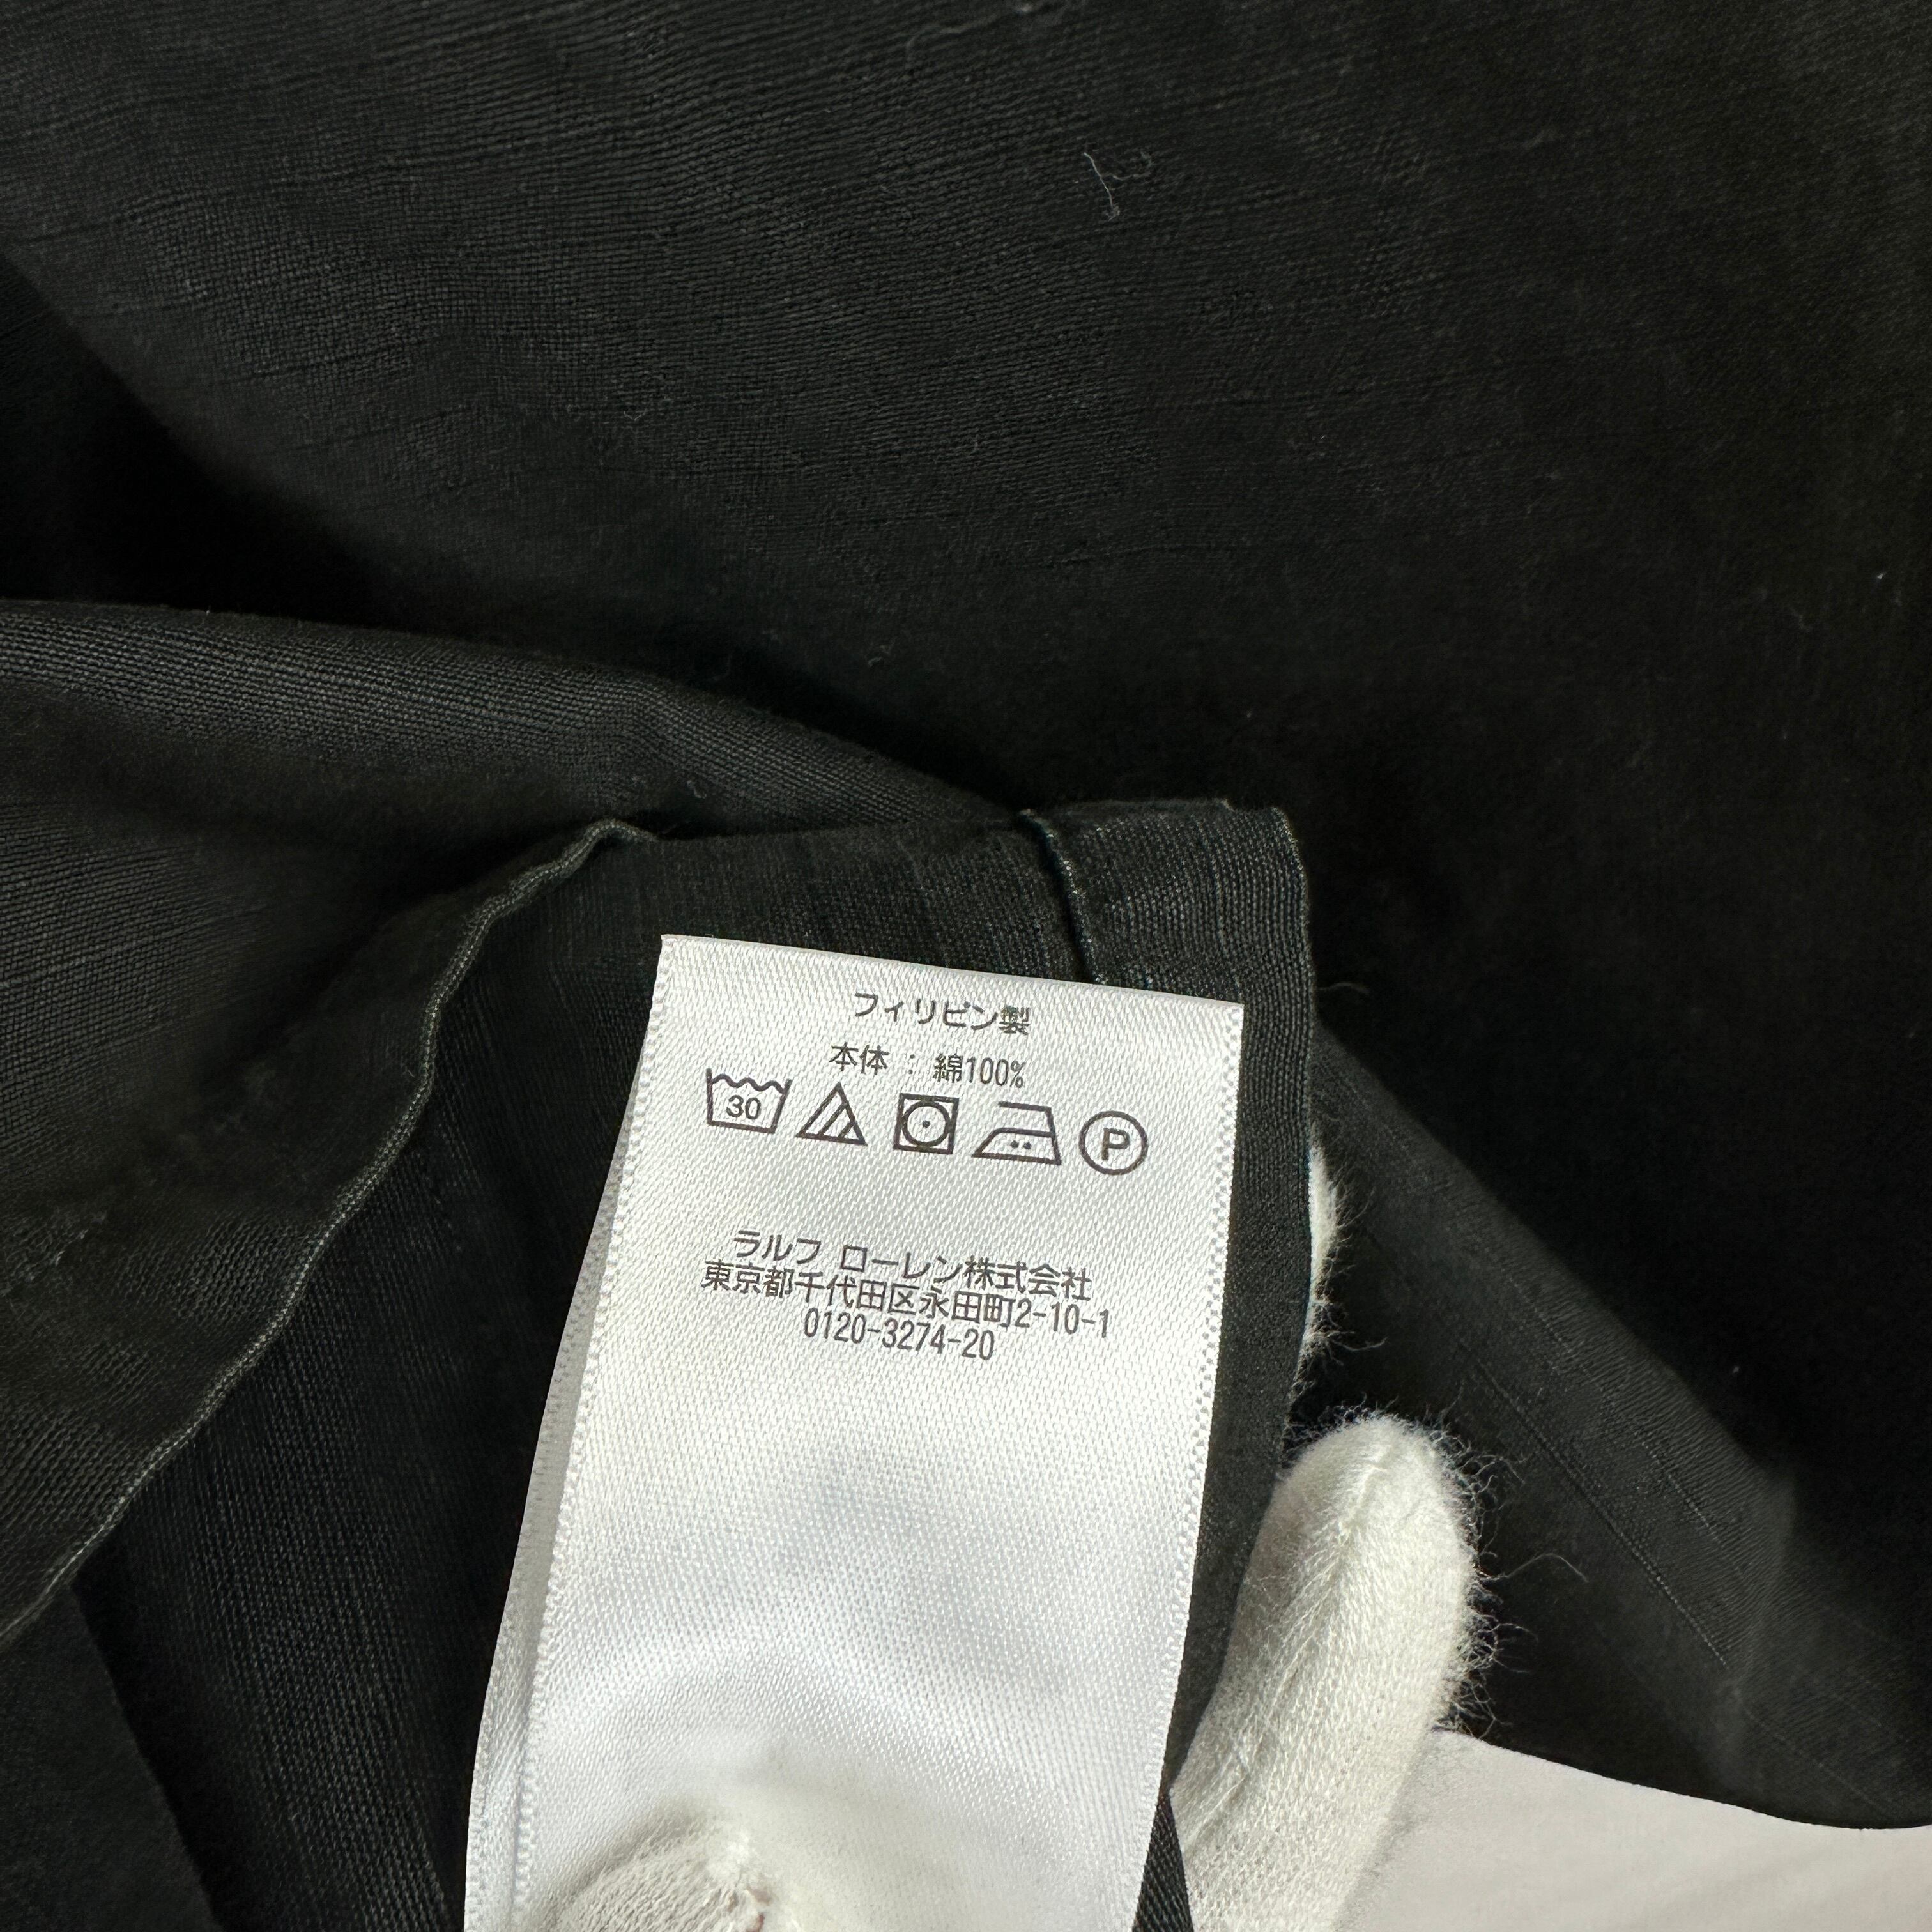 フィリピン製
本体 : 綿100%
30 P
ラルフ ローレン株式会社
東京都千代田区永田町2-10-1
0120-3274-20